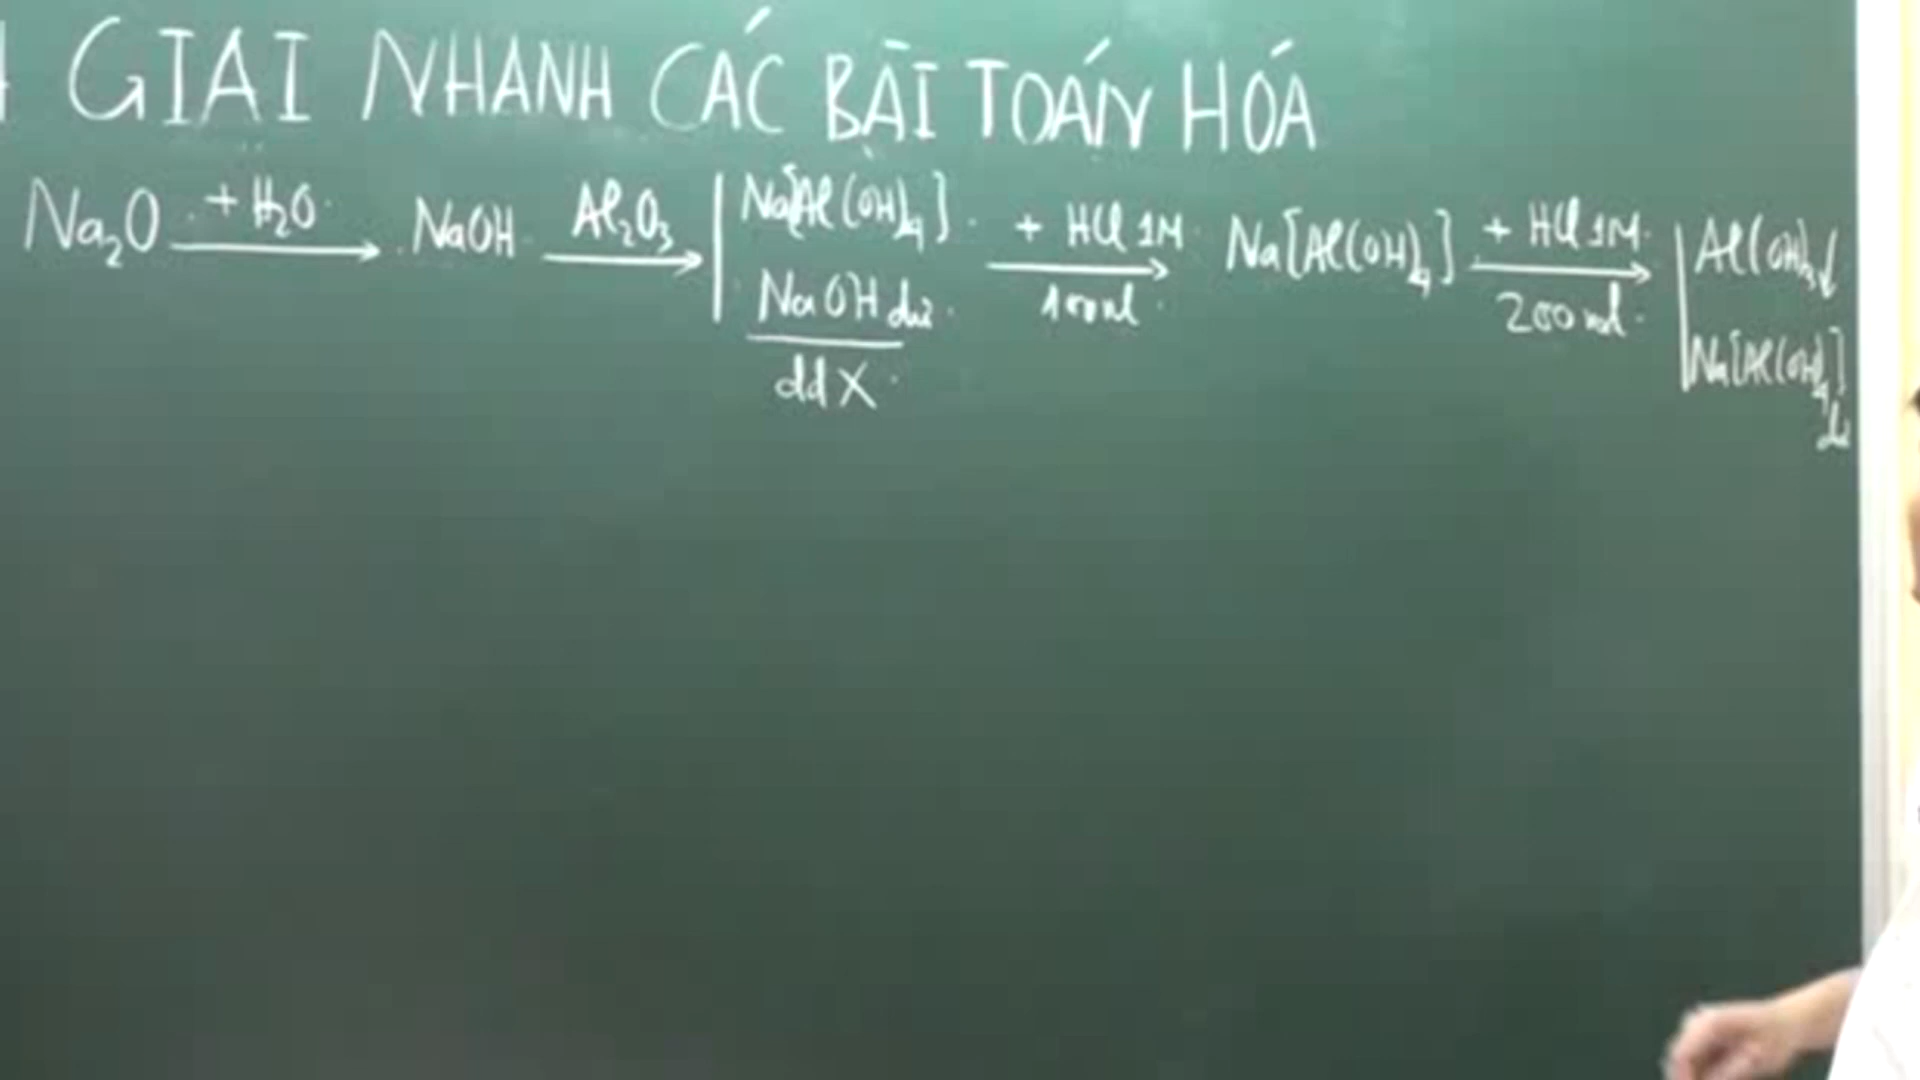 GIẢI NHANH CÁC BÀI TOÁN HÓA
Na₂O + H₂O → NaOH Al₂O₃ → Na[Al(OH)₄] + HCl 1M → Na[Al(OH)₄] + HCl 1M → Al(OH)₃↓
NaOH dư 100ml 200ml Na[Al(OH)₄] dư
ddX